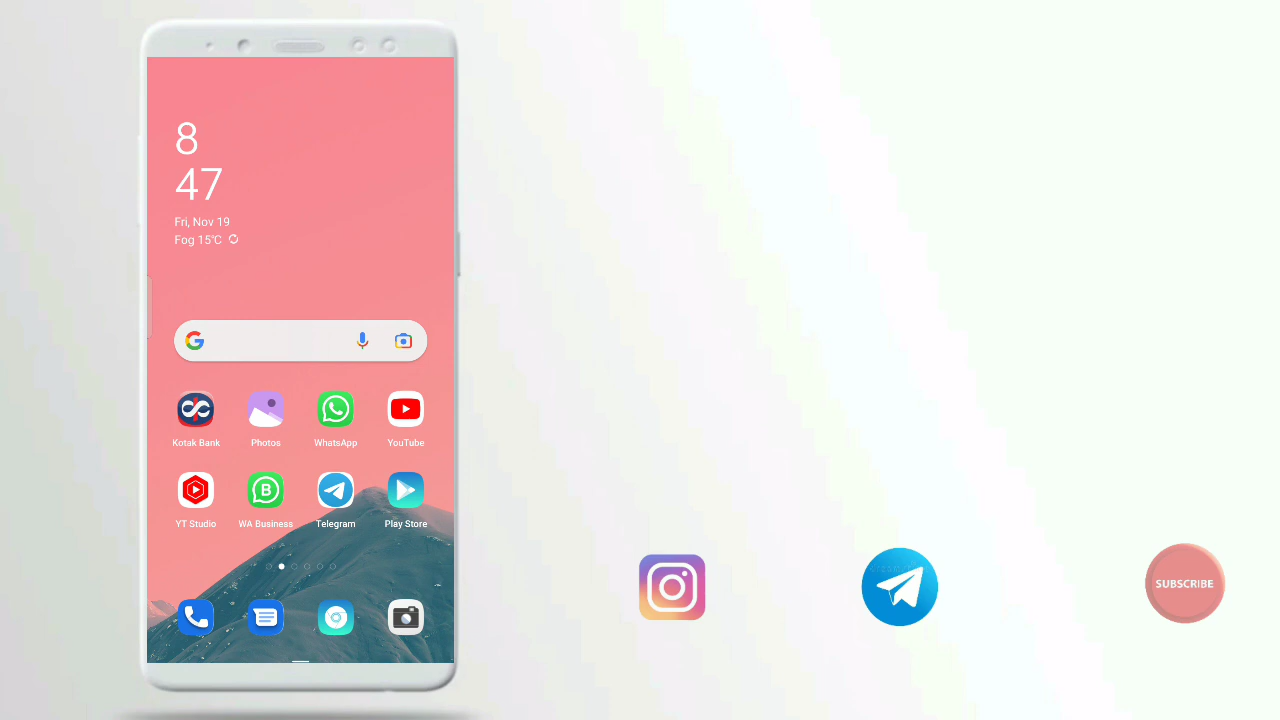 8
47
Fri, Nov 19
Fog 15°C
Kotak Bank Photos WhatsApp YouTube
YT Studio WA Business Telegram Play Store
SUBSCRIBE